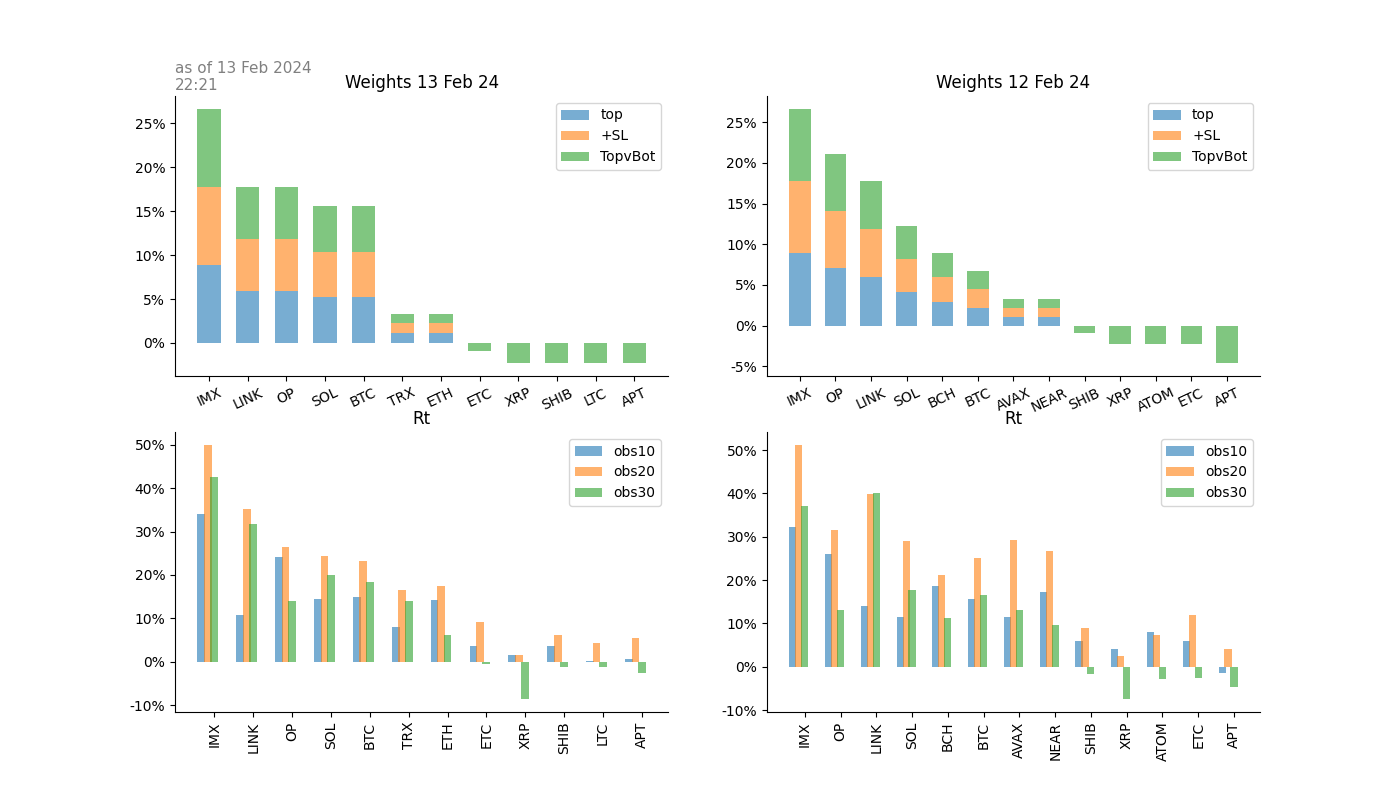 as of 13 Feb 2024
22:21
Weights 13 Feb 24
25%
20%
15%
10%
5%
0%
top
+SL
TopvBot
IMX LINK OP SOL BTC TRX ETH ETC XRP SHIB LTC APT
Weights 12 Feb 24
25%
20%
15%
10%
5%
0%
-5%
top
+SL
TopvBot
IMX OP LINK SOL BCH BTC AVAX NEAR SHIB XRP ATOM ETC APT
Rt
50%
40%
30%
20%
10%
0%
-10%
obs10
obs20
obs30
IMX LINK OP SOL BTC TRX ETH ETC XRP SHIB LTC APT
Rt
50%
40%
30%
20%
10%
0%
-10%
obs10
obs20
obs30
IMX OP LINK SOL BCH BTC AVAX NEAR SHIB XRP ATOM ETC APT